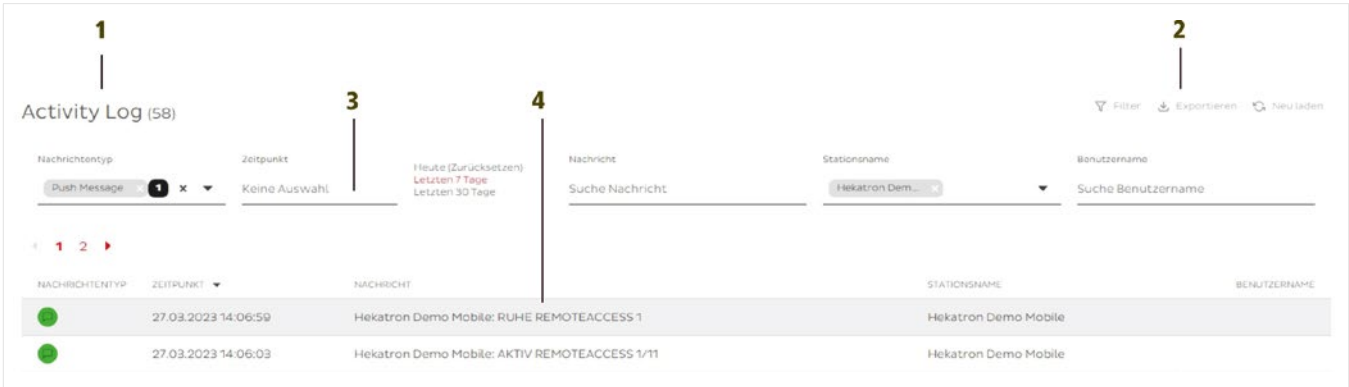 1
2
3
4
Activity Log (58)
Filter Exportieren Neu laden
Nachrichtentyp
Push Message 1 x
Zeitpunkt
Keine Auswahl
Heute (Zurücksetzen)
Letzten 7 Tage
Letzten 30 Tage
Nachricht
Suche Nachricht
Stationsname
Hekatron Dem...
Benutzername
Suche Benutzername
1 2
NACHRICHTENTYP ZEITPUNKT NACHRICHT STATIONSNAME BENUTZERNAME
27.03.2023 14:06:59 Hekatron Demo Mobile: RUHE REMOTEACCESS 1 Hekatron Demo Mobile
27.03.2023 14:06:03 Hekatron Demo Mobile: AKTIV REMOTEACCESS 1/11 Hekatron Demo Mobile